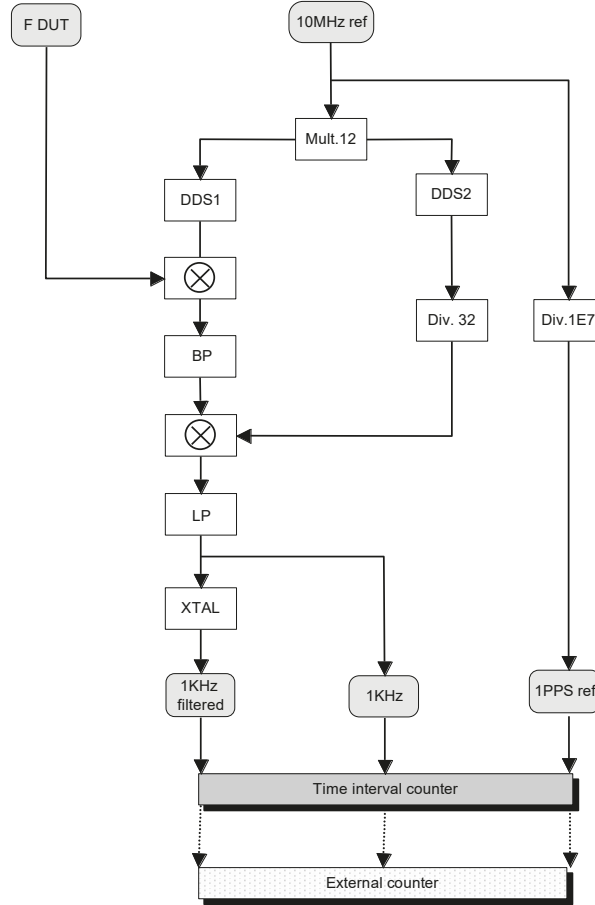 F DUT
10MHz ref
Mult.12
DDS1
DDS2
Div. 32
Div.1E7
BP
LP
XTAL
1KHz
filtered
1KHz
1PPS ref
Time interval counter
External counter